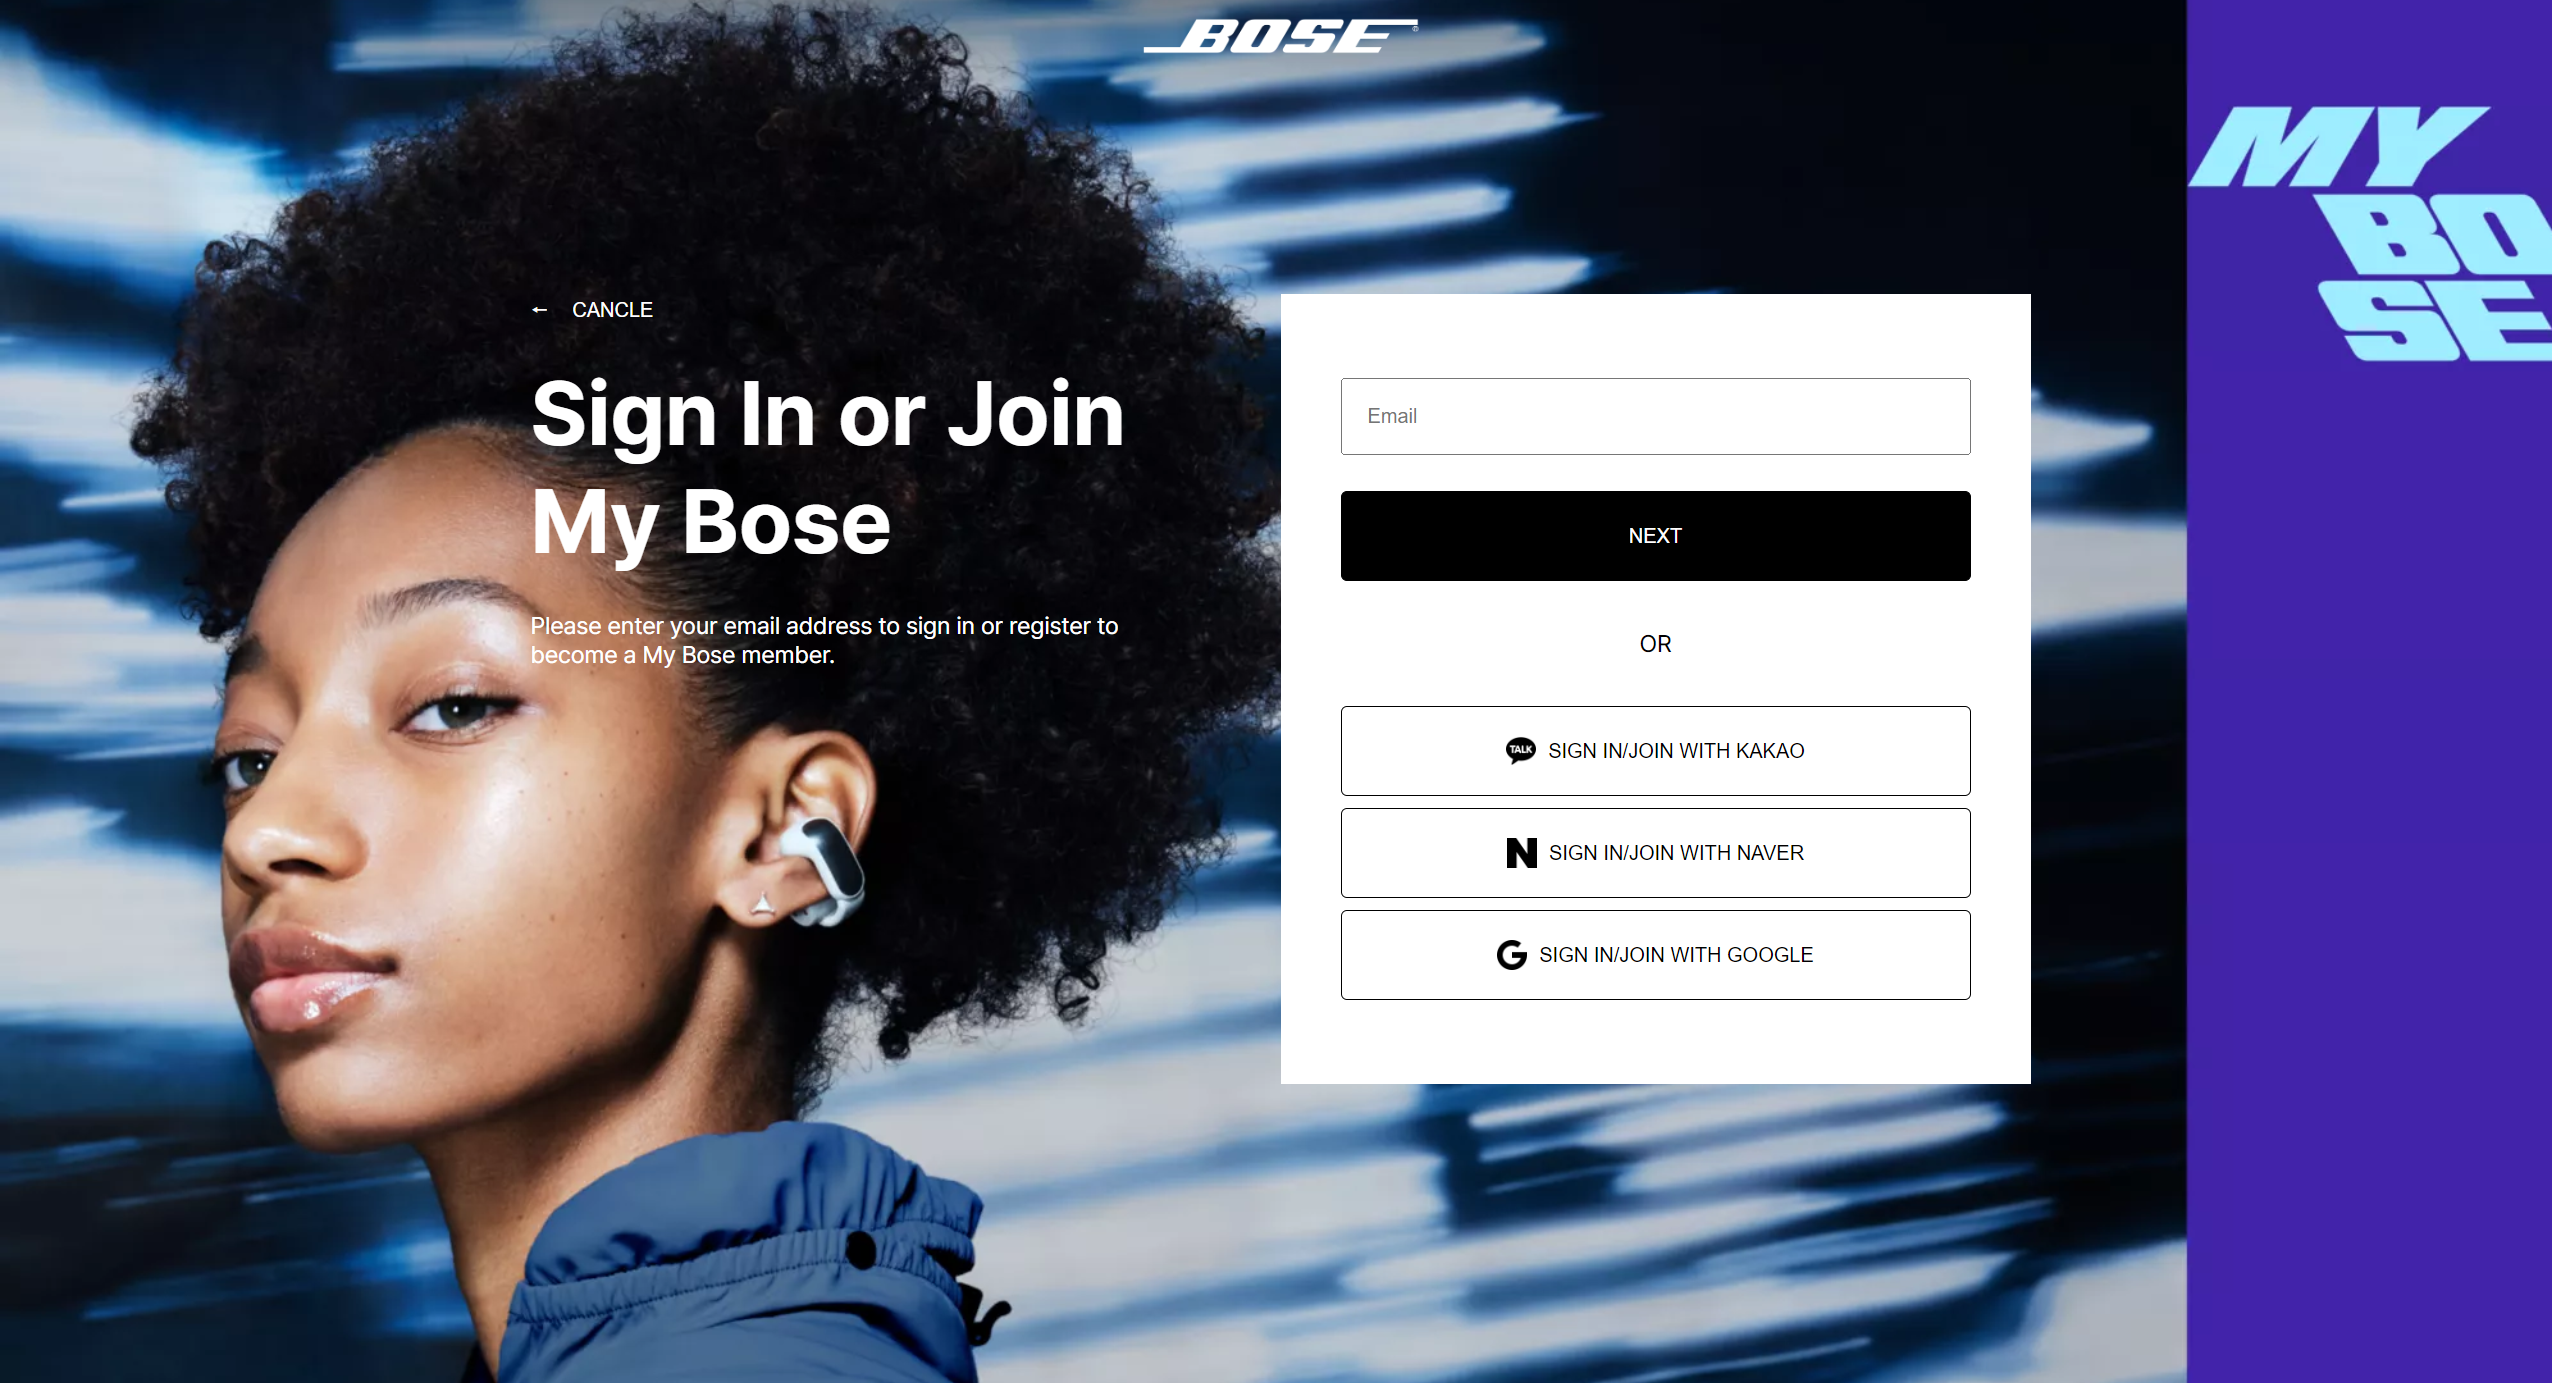 BOSE
MY
BO
SE
← CANCLE
Sign In or Join
My Bose
Please enter your email address to sign in or register to
become a My Bose member.
Email
NEXT
OR
TALK SIGN IN/JOIN WITH KAKAO
N SIGN IN/JOIN WITH NAVER
G SIGN IN/JOIN WITH GOOGLE